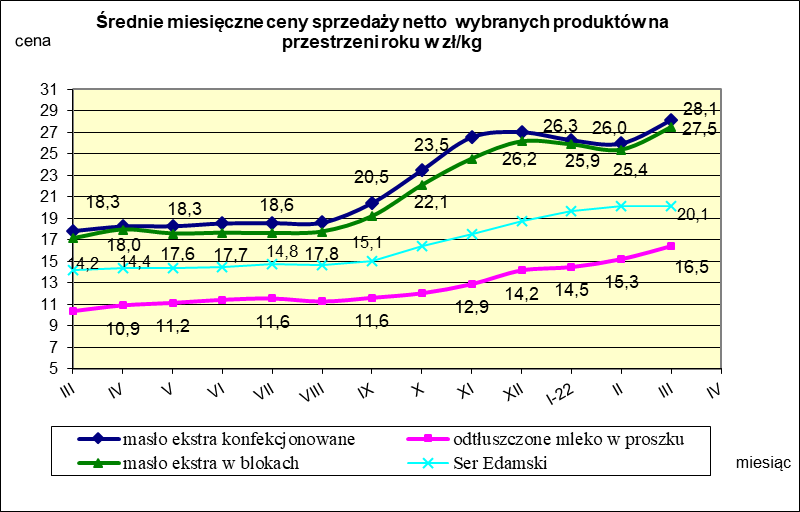 Średnie miesięczne ceny sprzedaży netto wybranych produktów na
przestrzeni roku w zł/kg
cena
31
29
27
25
23
21
19
17
15
13
11
9
7
5
18,3 18,3 18,6 20,5 23,5 26,3 26,0 28,1
18,0 17,6 17,7 17,8 22,1 26,2 25,9 25,4 27,5
14,2 14,4 14,8 15,1 20,1
10,9 11,2 11,6 11,6 12,9 14,2 14,5 15,3 16,5
III IV V VI VII VIII IX X XI XII I-22 II III IV
masło ekstra konfekcjonowane odtłuszczone mleko w proszku
masło ekstra w blokach Ser Edamski
miesiąc